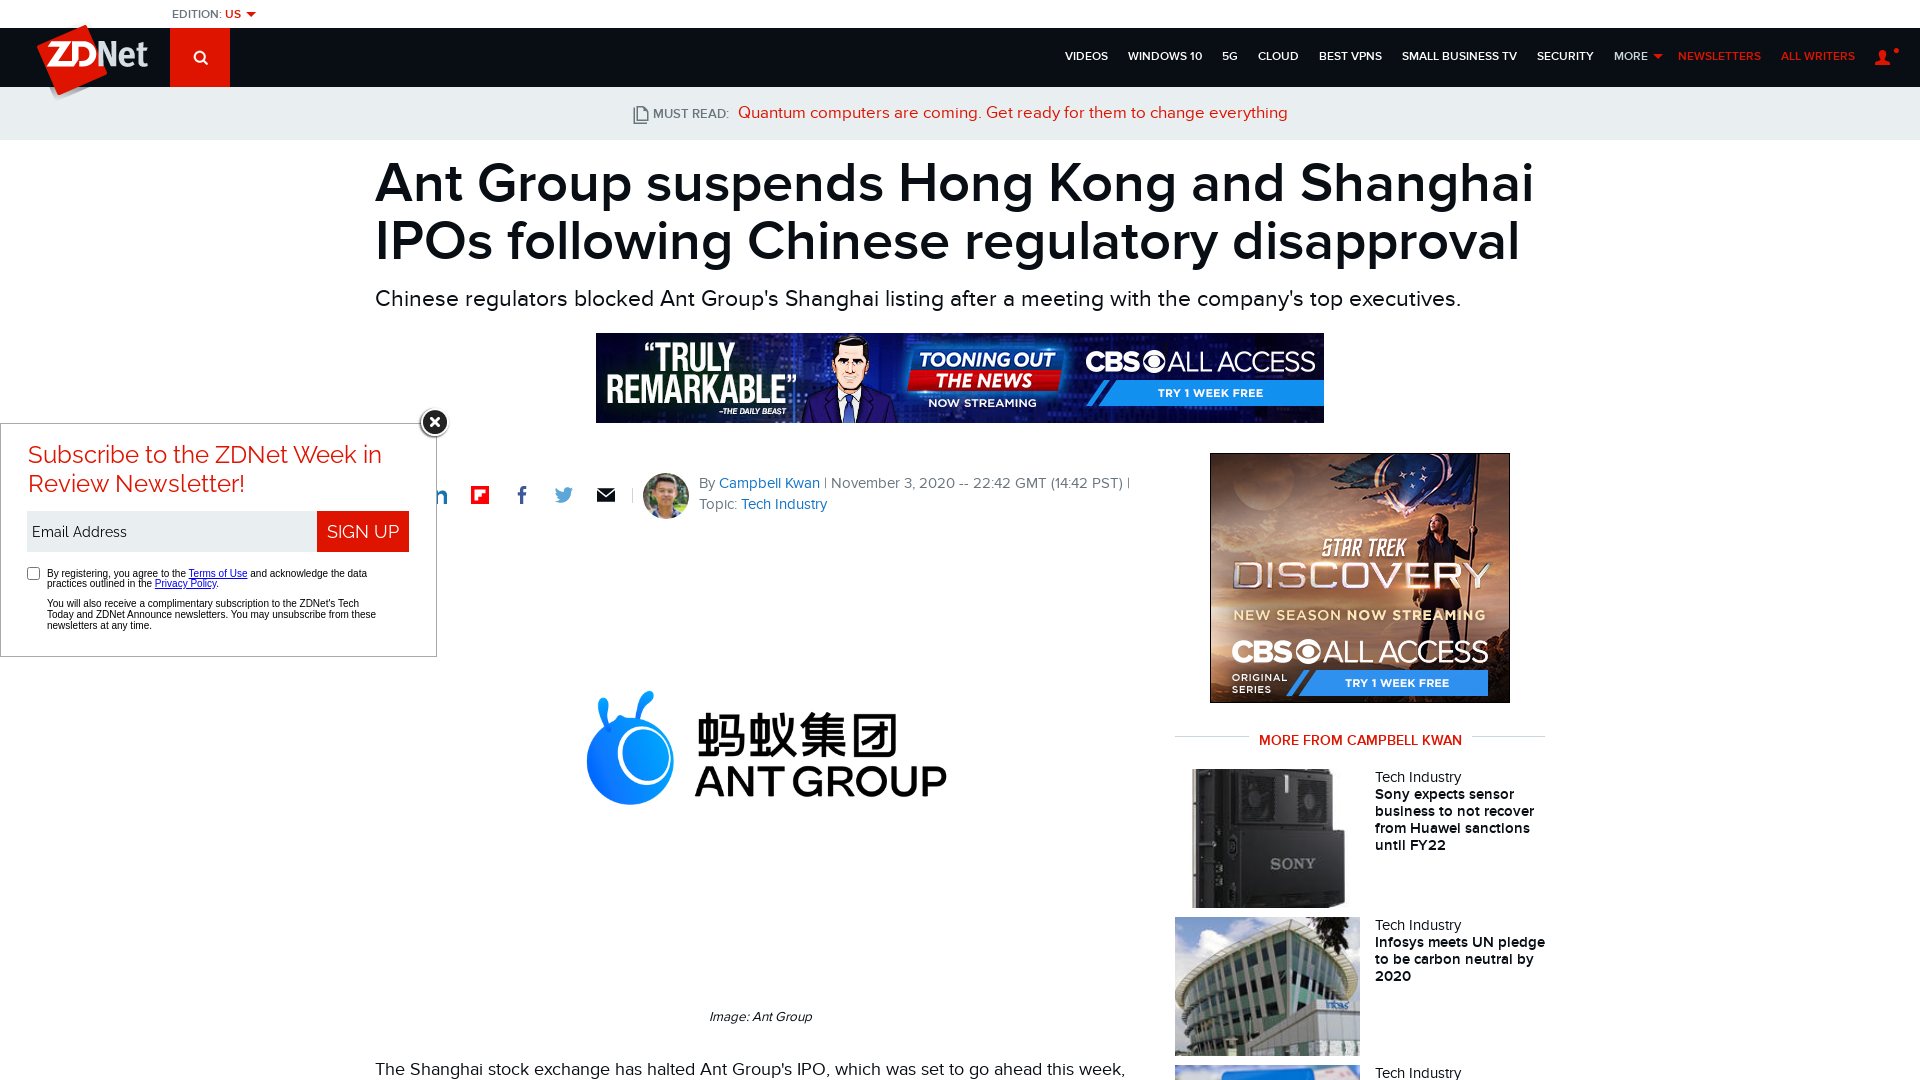 EDITION: US
ZDNet
VIDEOS WINDOWS 10 5G CLOUD BEST VPNS SMALL BUSINESS TV SECURITY MORE NEWSLETTERS ALL WRITERS
MUST READ: Quantum computers are coming. Get ready for them to change everything
Ant Group suspends Hong Kong and Shanghai
IPOs following Chinese regulatory disapproval
Chinese regulators blocked Ant Group's Shanghai listing after a meeting with the company's top executives.
"TRULY
REMARKABLE"
–THE DAILY BEAST
TOONING OUT
THE NEWS
NOW STREAMING
CBS ALL ACCESS
TRY 1 WEEK FREE
Subscribe to the ZDNet Week in
Review Newsletter!
Email Address
SIGN UP
By registering, you agree to the Terms of Use and acknowledge the data
practices outlined in the Privacy Policy.
You will also receive a complimentary subscription to the ZDNet's Tech
Today and ZDNet Announce newsletters. You may unsubscribe from these
newsletters at any time.
By Campbell Kwan | November 3, 2020 -- 22:42 GMT (14:42 PST) |
Topic: Tech Industry
蚂蚁集团
ANT GROUP
Image: Ant Group
The Shanghai stock exchange has halted Ant Group's IPO, which was set to go ahead this week,
STAR TREK
DISCOVERY
NEW SEASON NOW STREAMING
CBS ALL ACCESS
ORIGINAL
SERIES
TRY 1 WEEK FREE
MORE FROM CAMPBELL KWAN
SONY
Tech Industry
Sony expects sensor
business to not recover
from Huawei sanctions
until FY22
Infosys
Tech Industry
Infosys meets UN pledge
to be carbon neutral by
2020
Tech Industry